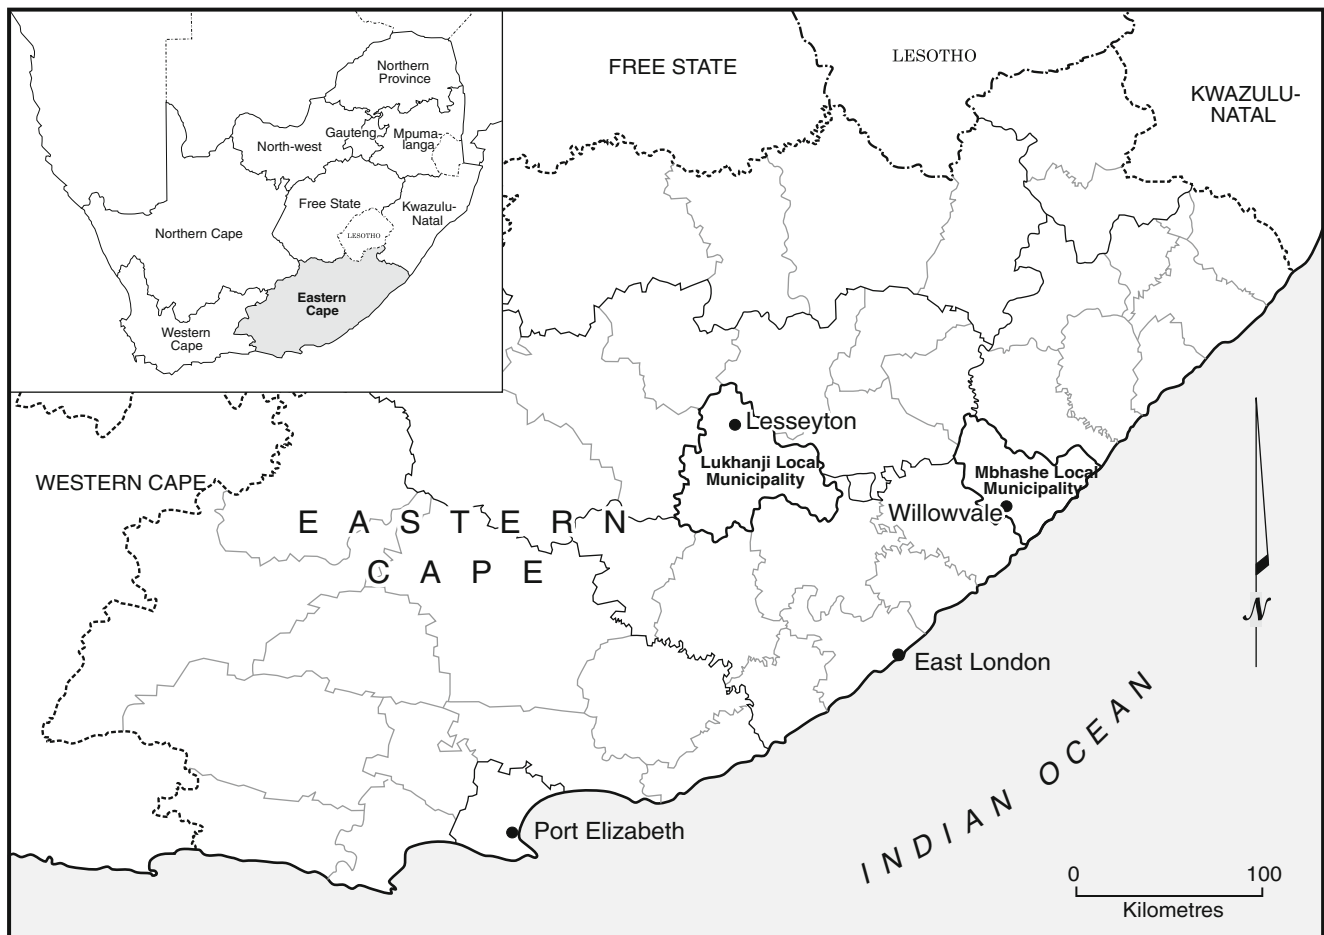 Northern
Province
Gauteng
Mpuma-
langa
North-west
Free State
Kwazulu-
Natal
LESOTHO
Northern Cape
Eastern
Cape
Western
Cape
FREE STATE
LESOTHO
KWAZULU-
NATAL
Lesseyton
Lukhanji Local
Municipality
Mbhashe Local
Municipality
Willowvale
WESTERN CAPE
EASTERN
CAPE
East London
Port Elizabeth
INDIAN OCEAN
N
0 100
Kilometres